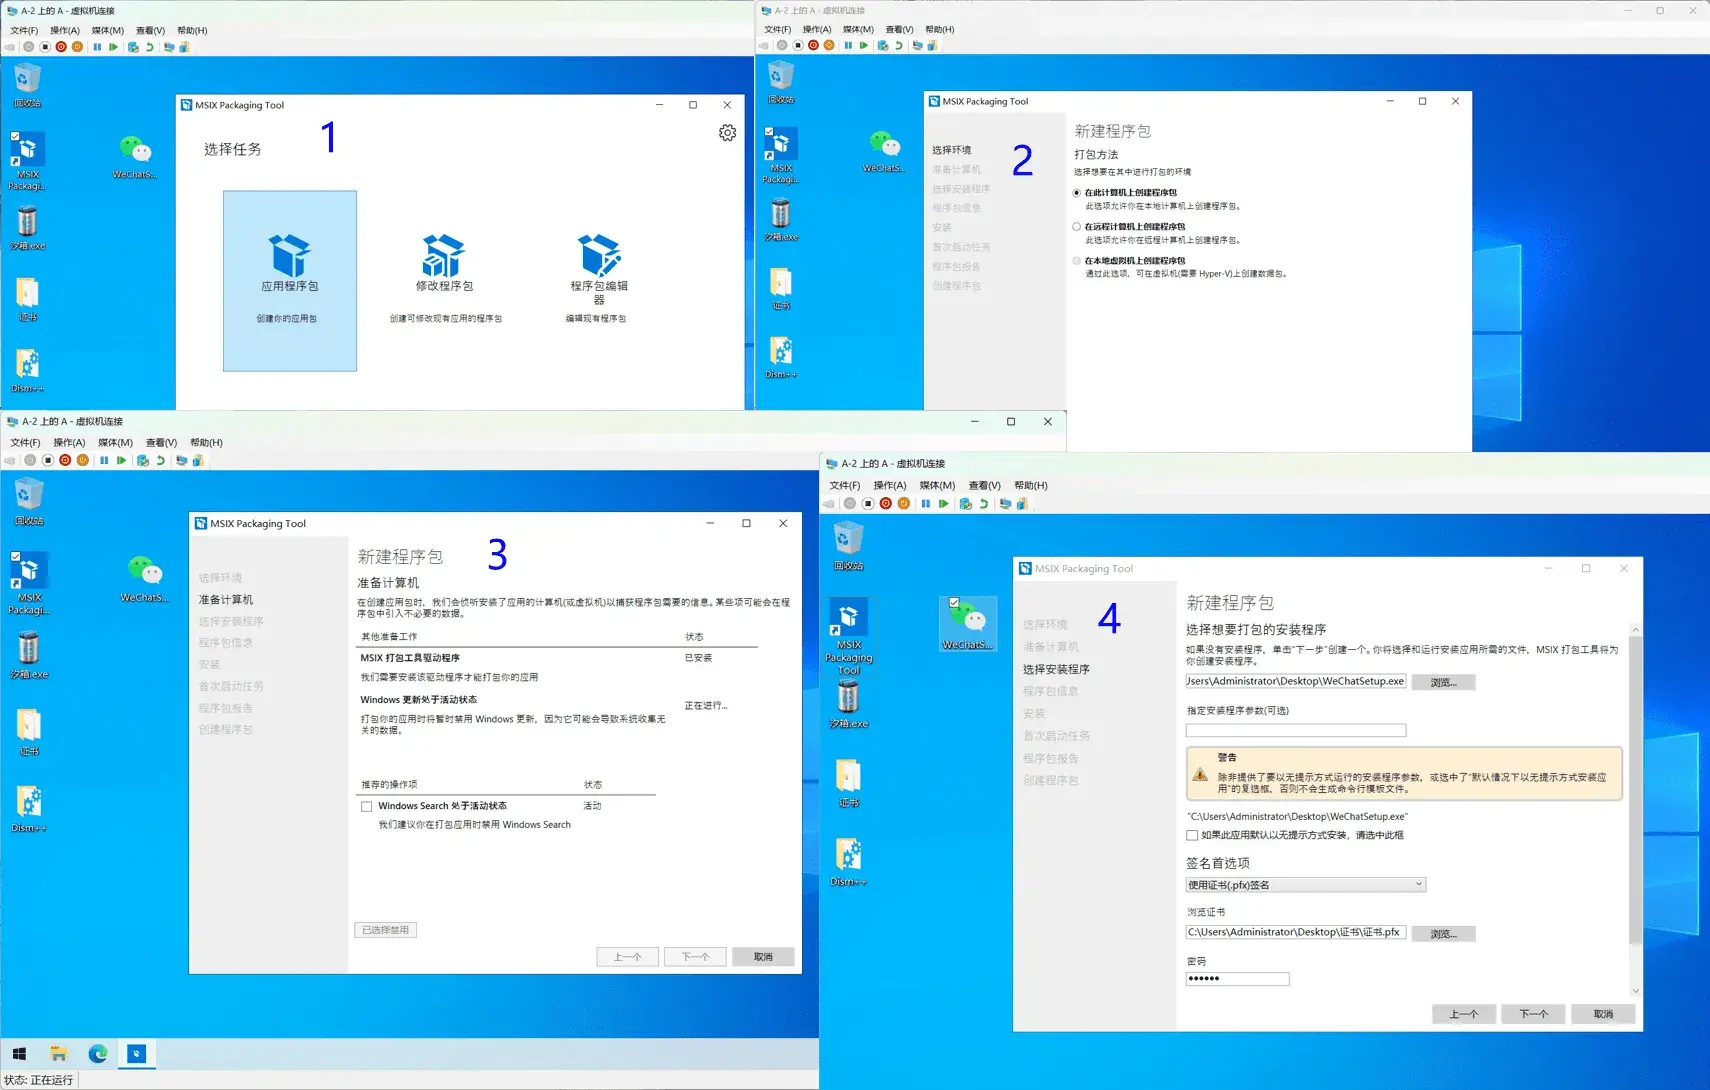 A-2 上的 A - 虚拟机连接
文件(F) 操作(A) 媒体(M) 查看(V) 帮助(H)
回收站
MSIX
Packagi...
WeChatS...
汐箱.exe
证书
Dism++
MSIX Packaging Tool
1
选择任务
应用程序包
创建你的应用包
修改程序包
创建可修改现有应用的程序包
程序包编辑
器
编辑现有程序包
A-2 上的 A - 虚拟机连接
文件(F) 操作(A) 媒体(M) 查看(V) 帮助(H)
回收站
MSIX
Packagi...
WeChatS...
汐箱.exe
证书
Dism++
MSIX Packaging Tool
2
选择环境
准备计算机
选择安装程序
程序包信息
安装
首次启动任务
程序包报告
创建程序包
新建程序包
打包方法
选择想要在其中进行打包的环境
在此计算机上创建程序包
此选项允许你在本地计算机上创建程序包。
在远程计算机上创建程序包
此选项允许你在远程计算机上创建程序包。
在本地虚拟机上创建程序包
通过此选项，可在虚拟机(需要 Hyper-V)上创建数据包。
A-2 上的 A - 虚拟机连接
文件(F) 操作(A) 媒体(M) 查看(V) 帮助(H)
回收站
MSIX
Packagi...
WeChatS...
汐箱.exe
证书
Dism++
MSIX Packaging Tool
3
选择环境
准备计算机
选择安装程序
程序包信息
安装
首次启动任务
程序包报告
创建程序包
新建程序包
准备计算机
在创建应用包时，我们会侦听安装了应用的计算机(或虚拟机)以捕获程序包需要的信息。某些项可能会在程
序包中引入不必要的数据。
其他准备工作 状态
MSIX 打包工具驱动程序 已安装
我们需要安装该驱动程序才能打包你的应用
Windows 更新处于活动状态 正在进行...
打包你的应用时将暂时禁用 Windows 更新，因为它可能会导致系统收集无
关的数据。
推荐的操作项 状态
Windows Search 处于活动状态 活动
我们建议你在打包应用时禁用 Windows Search
已选择禁用
上一个 下一个 取消
状态: 正在运行
A-2 上的 A - 虚拟机连接
文件(F) 操作(A) 媒体(M) 查看(V) 帮助(H)
回收站
MSIX
Packaging
Tool
WeChatS...
汐箱.exe
证书
Dism++
MSIX Packaging Tool
4
选择环境
准备计算机
选择安装程序
程序包信息
安装
首次启动任务
程序包报告
创建程序包
新建程序包
选择想要打包的安装程序
如果没有安装程序，单击"下一步"创建一个。你将选择和运行安装应用所需的文件，MSIX 打包工具将为
你创建安装程序。
Jsers\Administrator\Desktop\WeChatSetup.exe 浏览...
指定安装程序参数(可选)
警告
除非提供了要以无提示方式运行的安装程序参数，或选中了"默认情况下以无提示方式安装应
用"的复选框，否则不会生成命令行模板文件。
"C:\Users\Administrator\Desktop\WeChatSetup.exe"
如果此应用默认以无提示方式安装，请选中此框
签名首选项
使用证书(.pfx)签名
浏览证书
C:\Users\Administrator\Desktop\证书\证书.pfx 浏览...
密码
••••••
上一个 下一个 取消